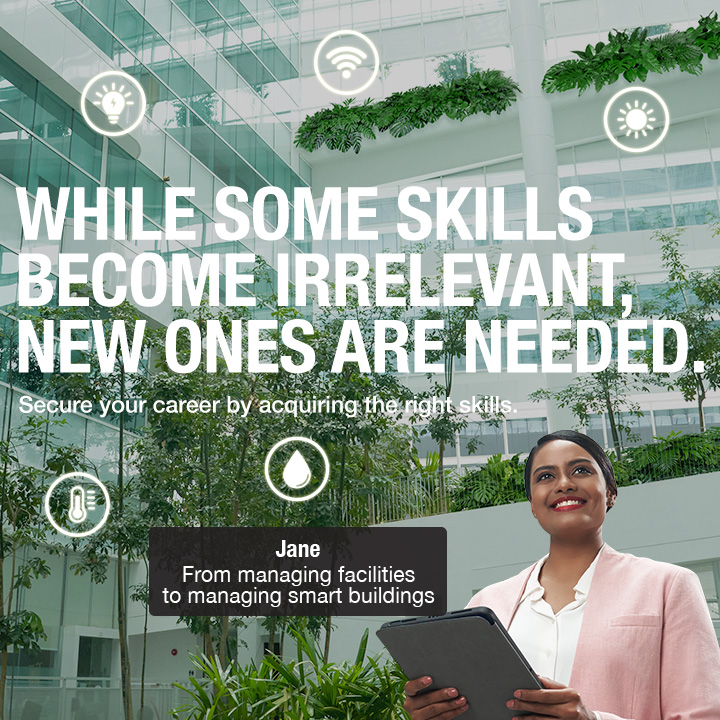 WHILE SOME SKILLS
BECOME IRRELEVANT,
NEW ONES ARE NEEDED.
Secure your career by acquiring the right skills.
Jane
From managing facilities
to managing smart buildings